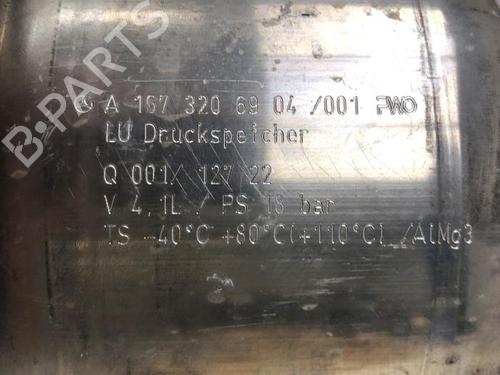 A 167 320 69 04 /001 FWO
LU Druckspeicher
Q 001/ 127 22
V 4,1L / PS 16 bar
TS -40°C +80°C(+110°C) /AlMg3
B-PARTS